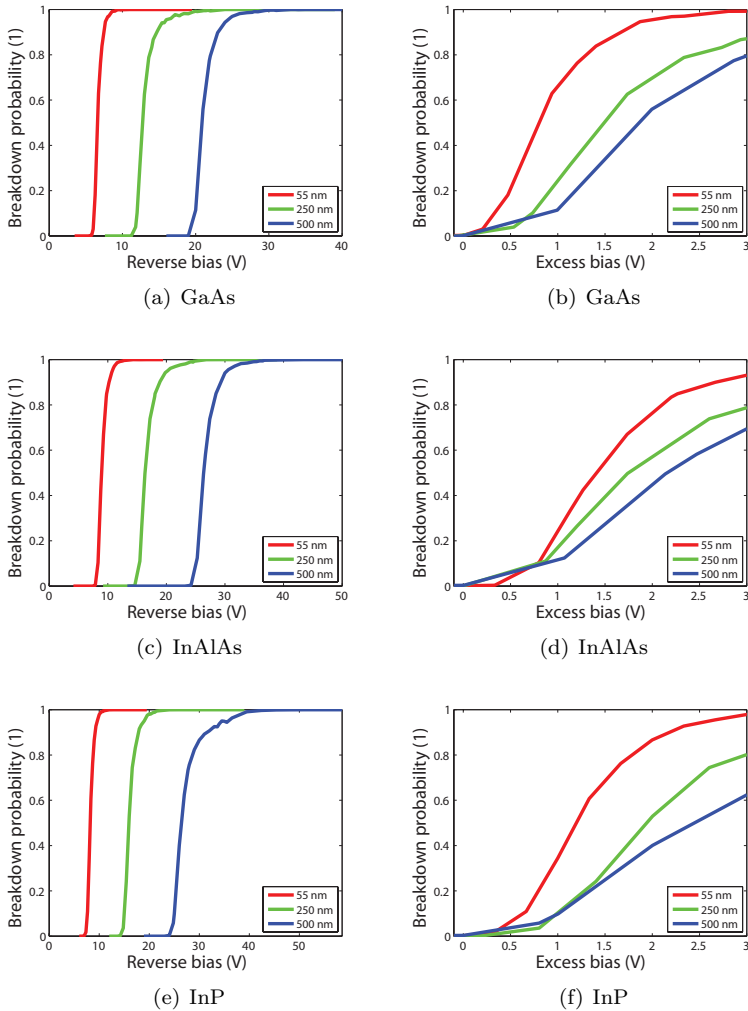 Breakdown probability (1)
1
0.8
0.6
0.4
0.2
0
0 10 20 30 40
Reverse bias (V)
55 nm
250 nm
500 nm
(a) GaAs
Breakdown probability (1)
1
0.8
0.6
0.4
0.2
0
0 0.5 1 1.5 2 2.5 3
Excess bias (V)
55 nm
250 nm
500 nm
(b) GaAs
Breakdown probability (1)
1
0.8
0.6
0.4
0.2
0
0 10 20 30 40 50
Reverse bias (V)
55 nm
250 nm
500 nm
(c) InAlAs
Breakdown probability (1)
1
0.8
0.6
0.4
0.2
0
0 0.5 1 1.5 2 2.5 3
Excess bias (V)
55 nm
250 nm
500 nm
(d) InAlAs
Breakdown probability (1)
1
0.8
0.6
0.4
0.2
0
0 10 20 30 40 50
Reverse bias (V)
55 nm
250 nm
500 nm
(e) InP
Breakdown probability (1)
1
0.8
0.6
0.4
0.2
0
0 0.5 1 1.5 2 2.5 3
Excess bias (V)
55 nm
250 nm
500 nm
(f) InP